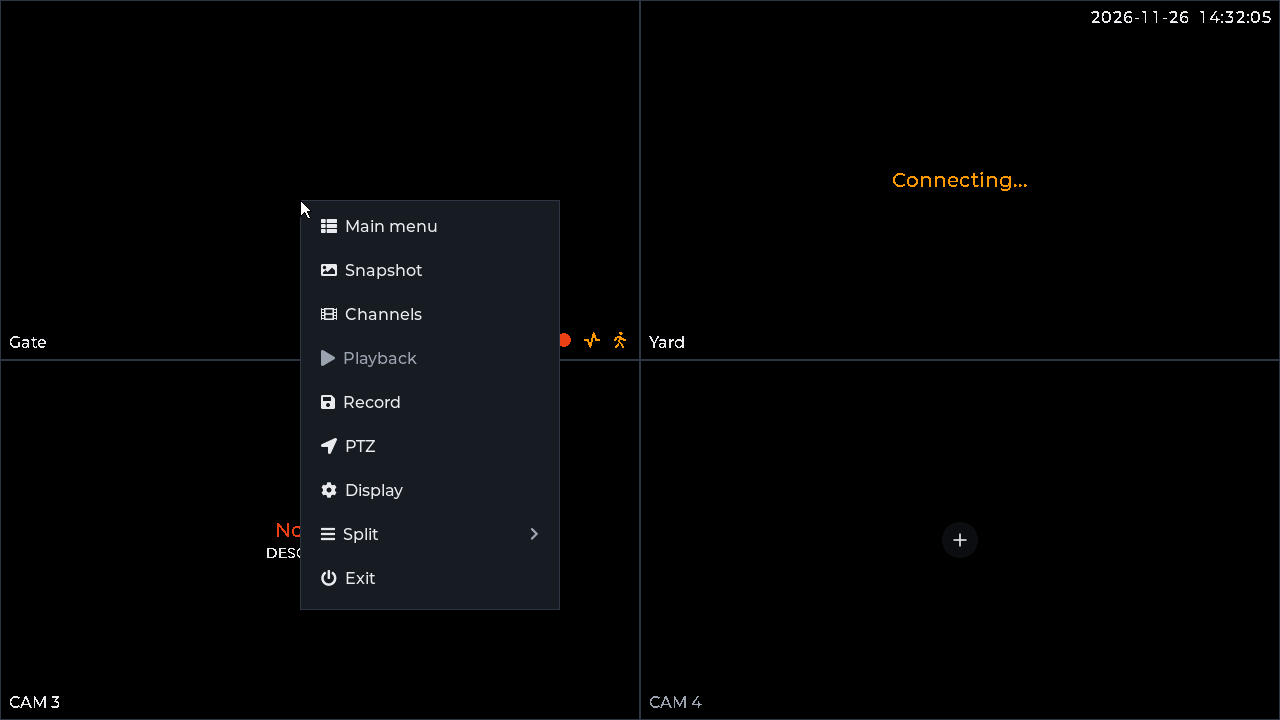 2026-11-26 14:32:05
Connecting...
Main menu
Snapshot
Channels
Playback
Record
PTZ
Display
Split
Exit
Gate
Yard
CAM 3
CAM 4